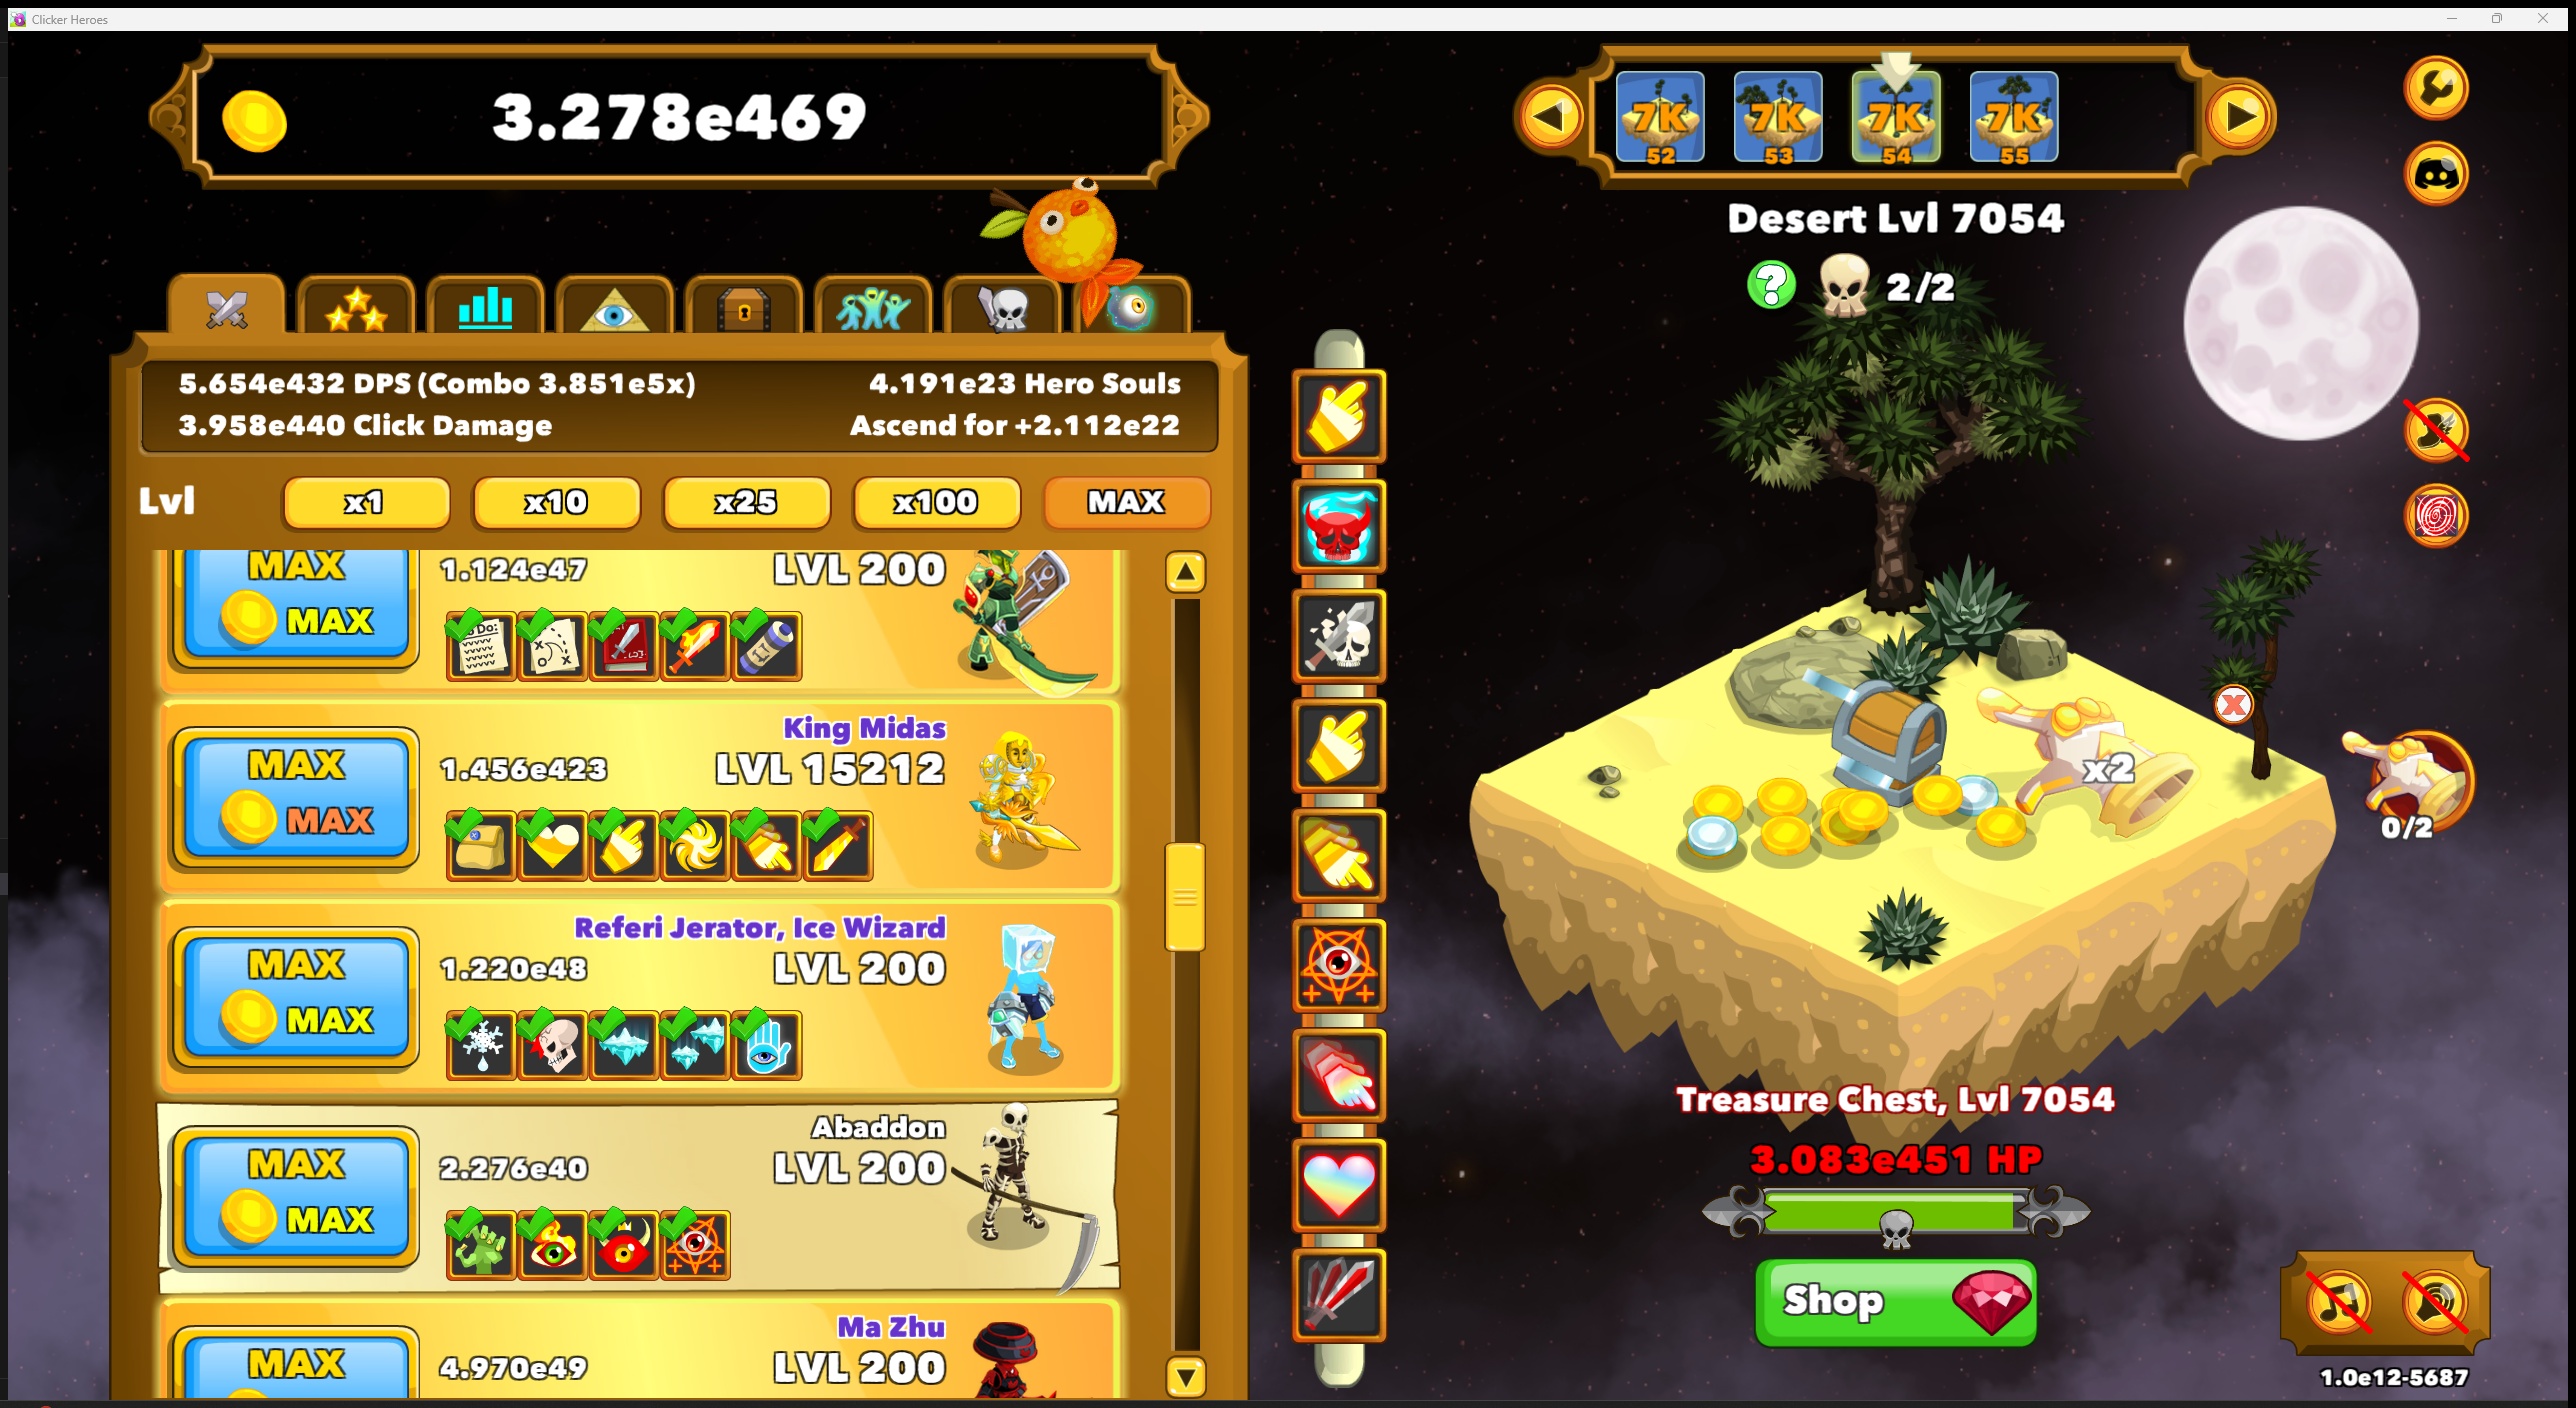 Clicker Heroes
3.278e469
7K
52
7K
53
7K
54
7K
55
Desert Lvl 7054
2/2
5.654e432 DPS (Combo 3.851e5x)
4.191e23 Hero Souls
3.958e440 Click Damage
Ascend for +2.112e22
Lvl
x1
x10
x25
x100
MAX
MAX
MAX
1.124e47
LVL 200
Do:
MAX
MAX
King Midas
1.456e423
LVL 15212
MAX
MAX
Referi Jerator, Ice Wizard
1.220e48
LVL 200
MAX
MAX
Abaddon
2.276e40
LVL 200
MAX
Ma Zhu
4.970e49
LVL 200
x2
0/2
Treasure Chest, Lvl 7054
3.083e451 HP
Shop
1.0e12-5687